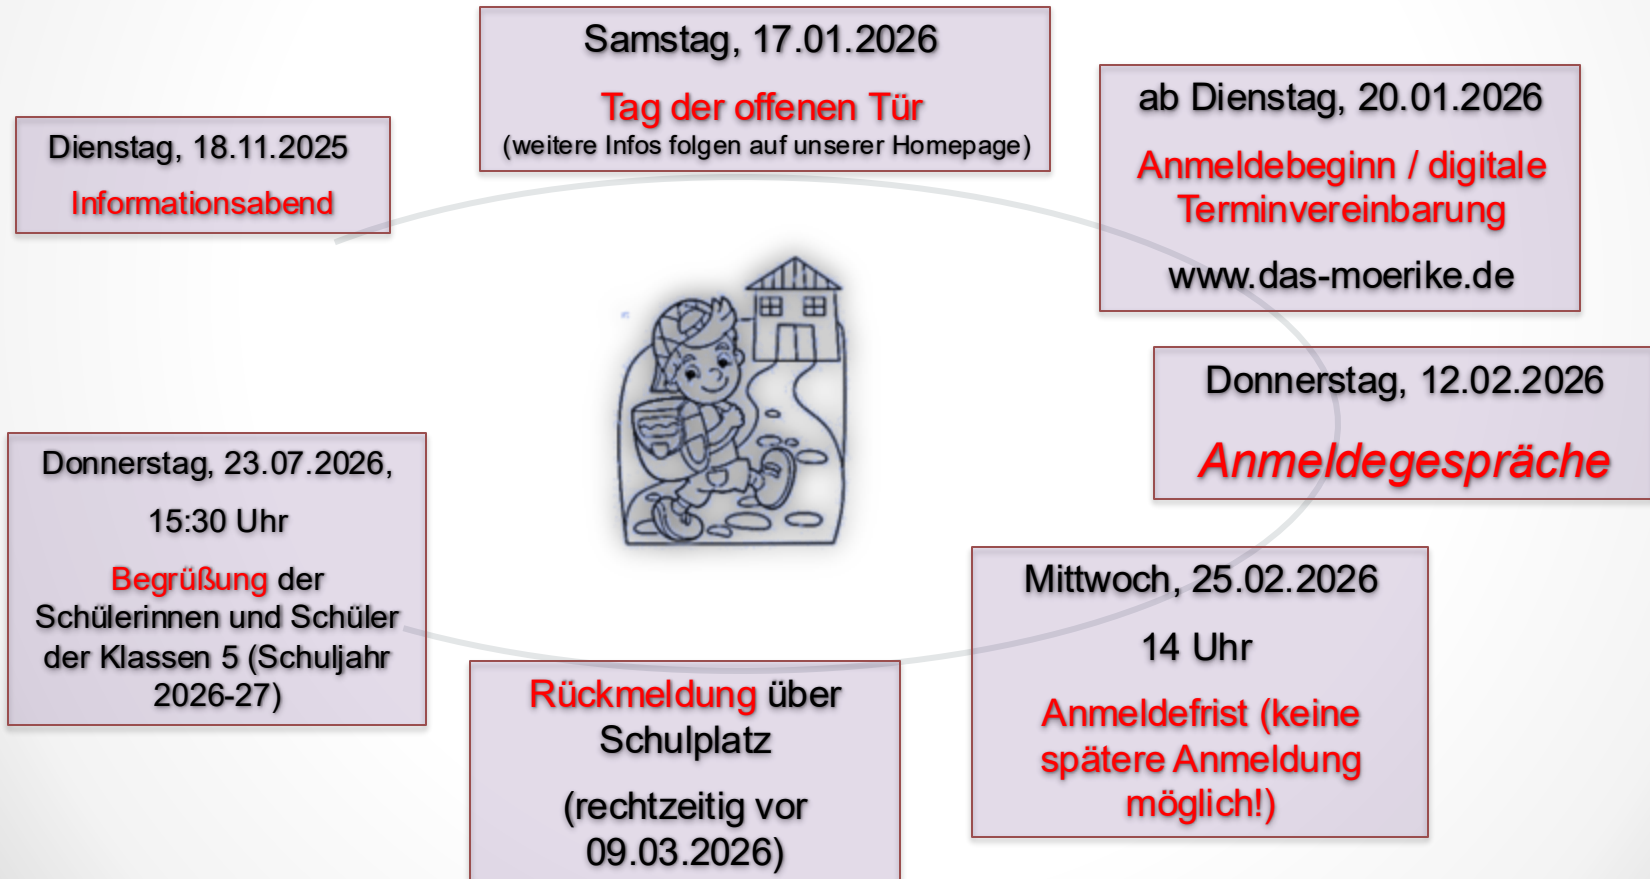 Dienstag, 18.11.2025
Informationsabend
Samstag, 17.01.2026
Tag der offenen Tür
(weitere Infos folgen auf unserer Homepage)
ab Dienstag, 20.01.2026
Anmeldebeginn / digitale
Terminvereinbarung
www.das-moerike.de
Donnerstag, 12.02.2026
Anmeldegespräche
Mittwoch, 25.02.2026
14 Uhr
Anmeldefrist (keine
spätere Anmeldung
möglich!)
Rückmeldung über
Schulplatz
(rechtzeitig vor
09.03.2026)
Donnerstag, 23.07.2026,
15:30 Uhr
Begrüßung der
Schülerinnen und Schüler
der Klassen 5 (Schuljahr
2026-27)